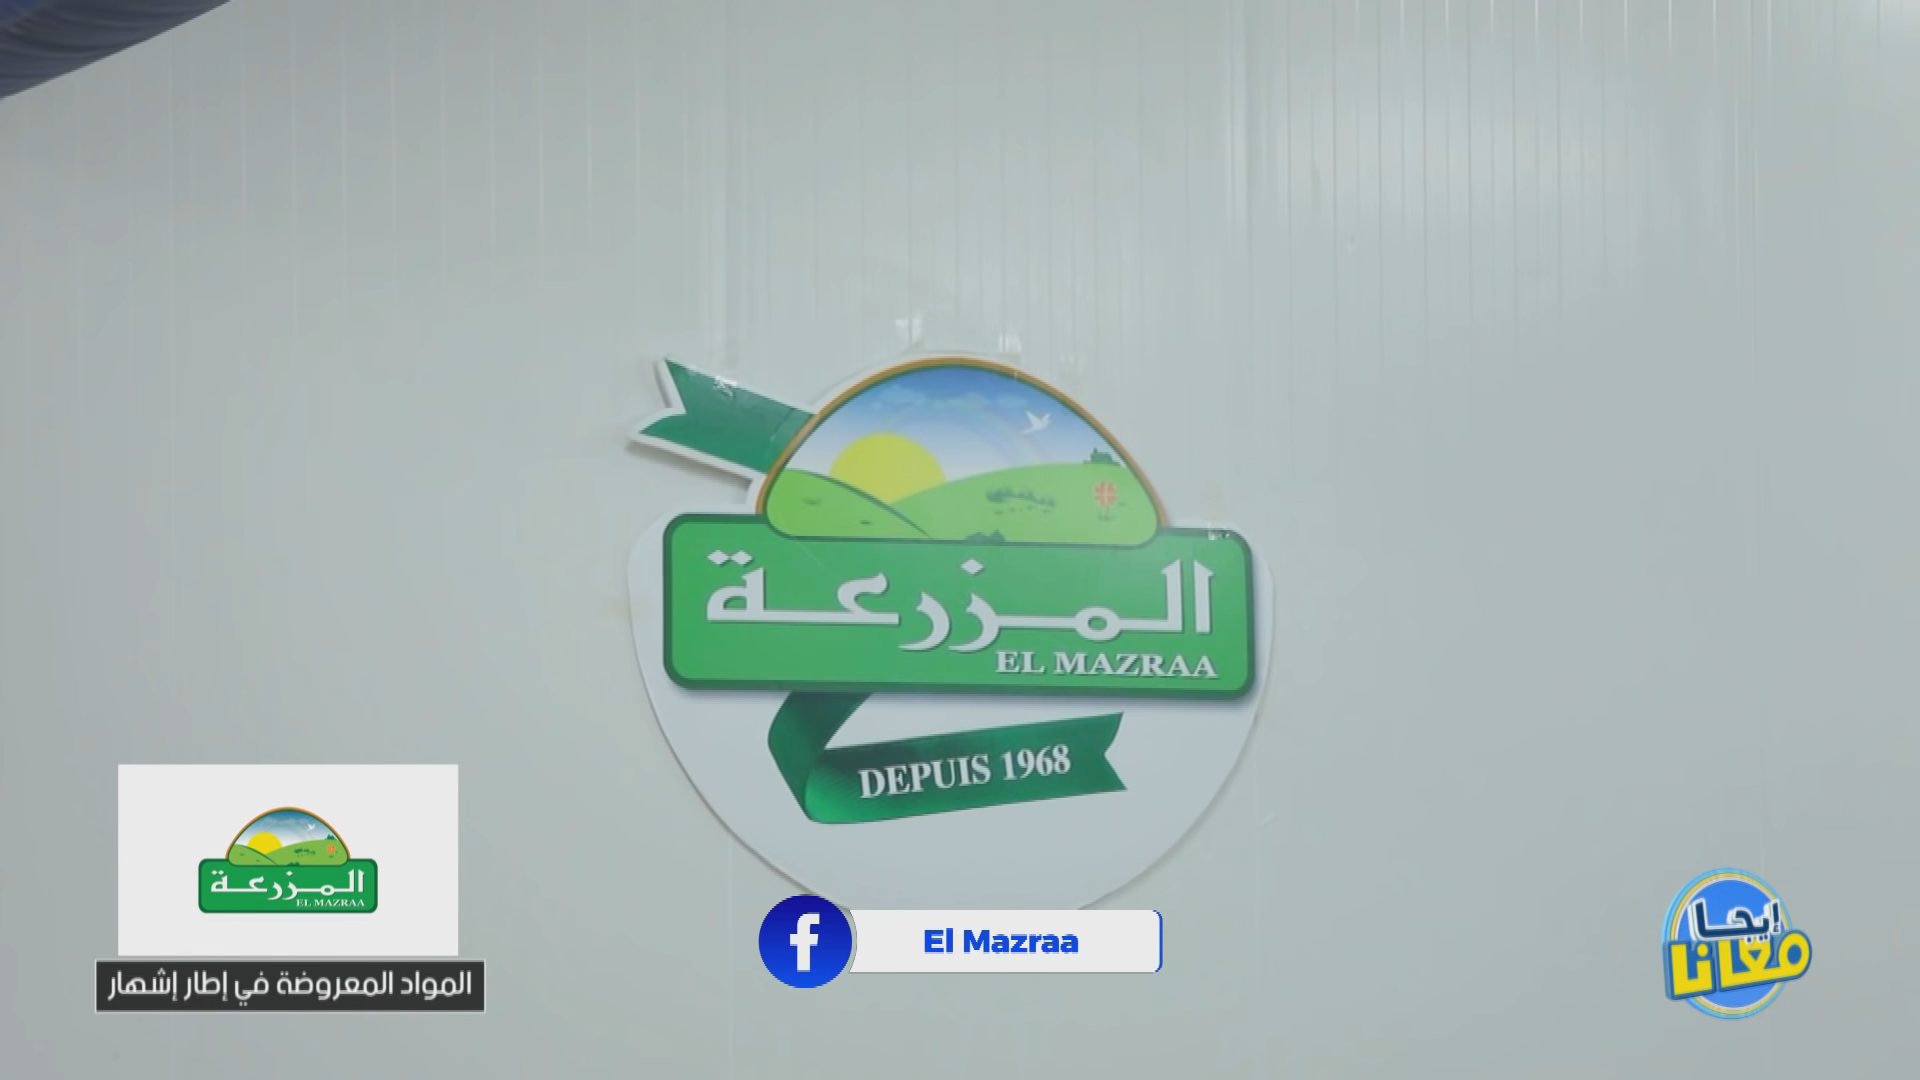 المزرعة
EL MAZRAA
DEPUIS 1968
المزرعة
EL MAZRAA
المواد المعروضة في إطار إشهار
El Mazraa
إيجا
معانا